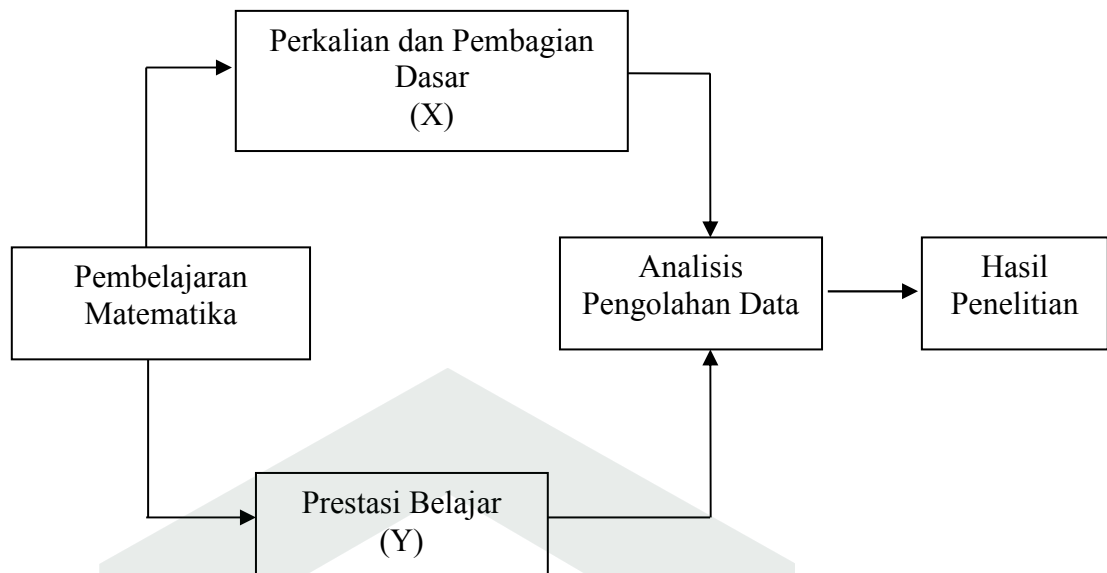 Perkalian dan Pembagian
Dasar
(X)
Pembelajaran
Matematika
Analisis
Pengolahan Data
Hasil
Penelitian
Prestasi Belajar
(Y)